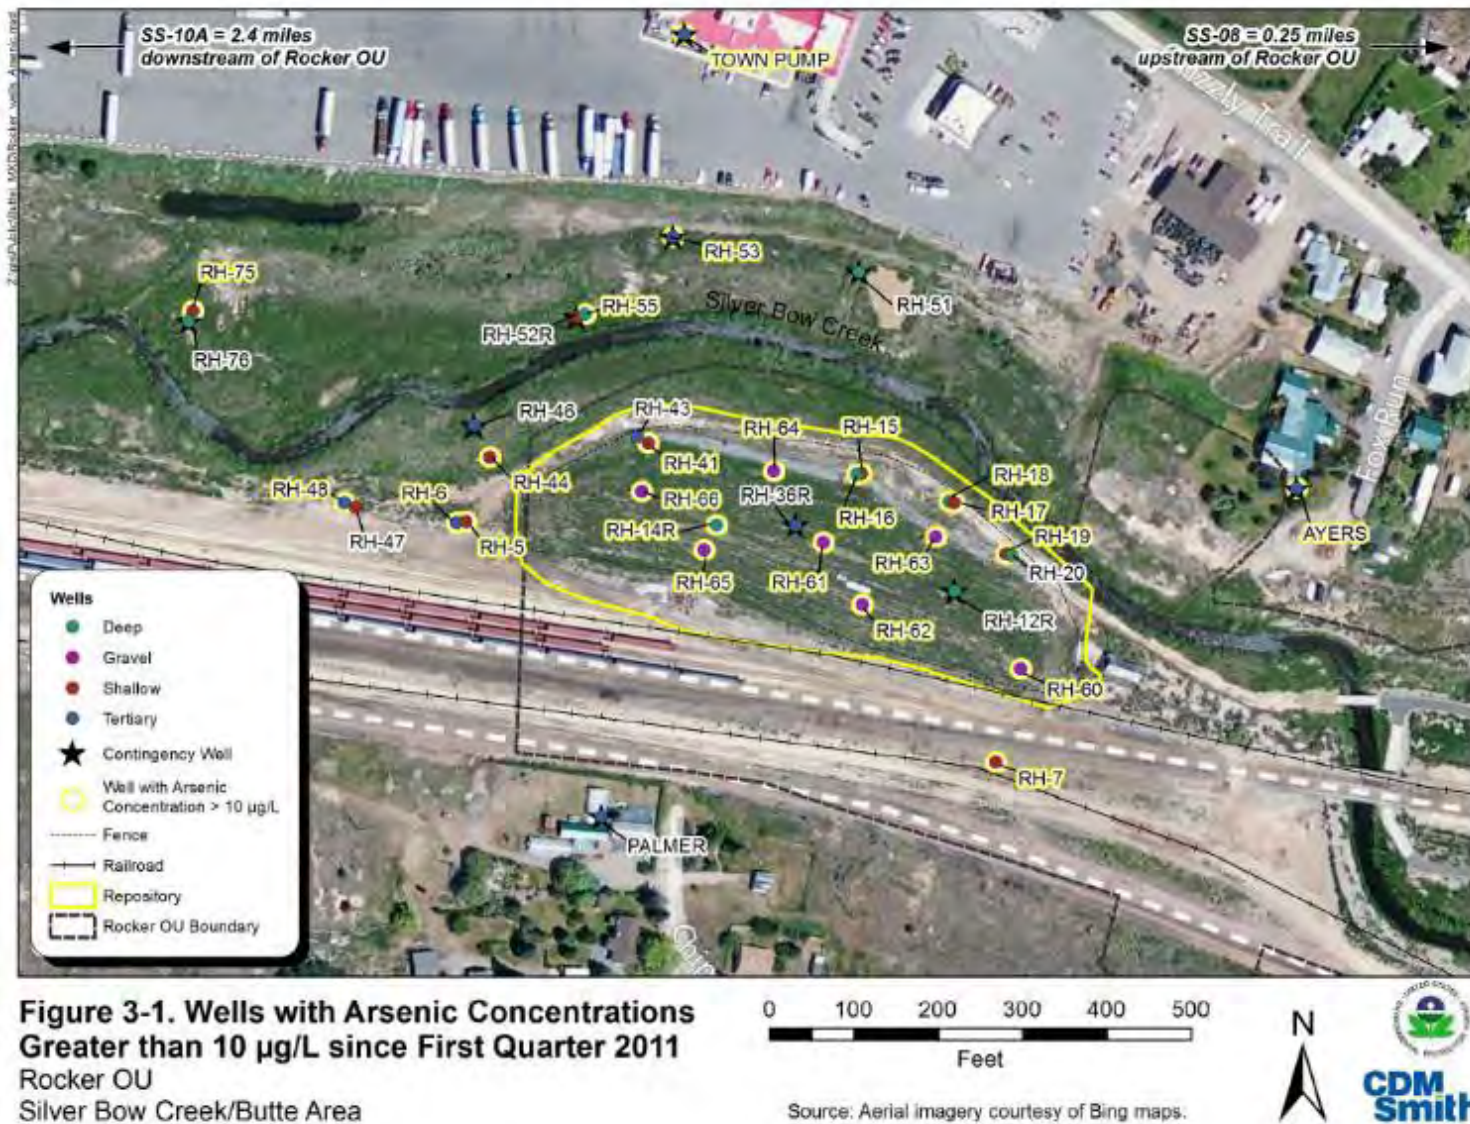 SS-10A = 2.4 miles
downstream of Rocker OU
SS-08 = 0.25 miles
upstream of Rocker OU
TOWN PUMP
Grizzly Trail
RH-53
RH-75
RH-51
RH-55
Silver Bow Creek
RH-52R
RH-76
Fox Run
RH-46
RH-43
RH-64
RH-15
RH-41
RH-18
RH-44
RH-48
RH-6
RH-66
RH-36R
RH-16
RH-17
RH-14R
RH-19
AYERS
RH-47
RH-5
RH-63
RH-20
RH-65
RH-61
RH-12R
RH-62
RH-60
RH-7
PALMER
Wells
Deep
Gravel
Shallow
Tertiary
Contingency Well
Well with Arsenic
Concentration > 10 µg/L
Fence
Railroad
Repository
Rocker OU Boundary
Figure 3-1. Wells with Arsenic Concentrations
Greater than 10 µg/L since First Quarter 2011
Rocker OU
Silver Bow Creek/Butte Area
0 100 200 300 400 500
Feet
Source: Aerial imagery courtesy of Bing maps.
N
CDM
Smith